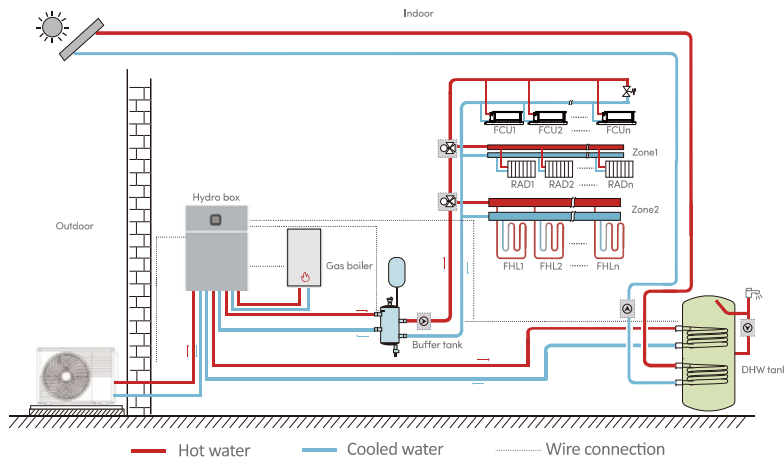 Indoor
FCU1 FCU2 FCUn
Zone1
RAD1 RAD2 RADn
Hydro box
Zone2
Outdoor
Gas boiler
FHL1 FHL2 FHLn
Buffer tank
DHW tank
Hot water Cooled water Wire connection